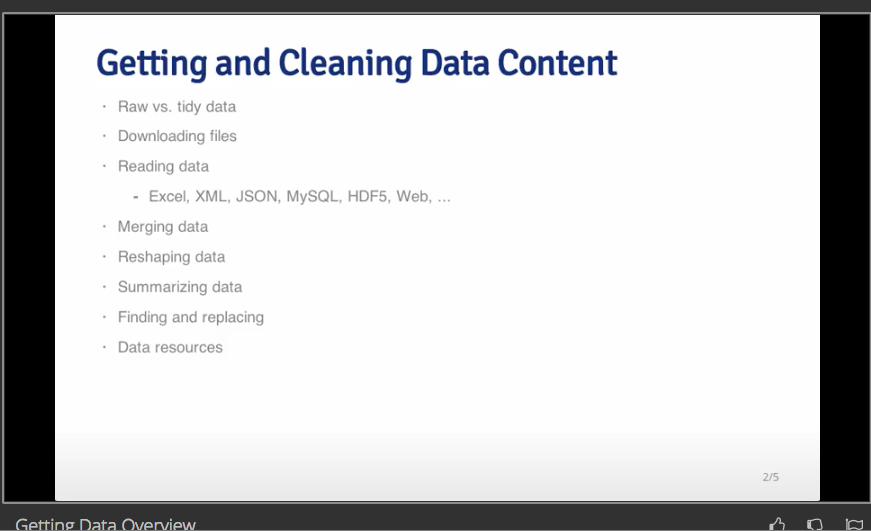 Getting and Cleaning Data Content
· Raw vs. tidy data
· Downloading files
· Reading data
- Excel, XML, JSON, MySQL, HDF5, Web, ...
· Merging data
· Reshaping data
· Summarizing data
· Finding and replacing
· Data resources
2/5
Getting Data Overview